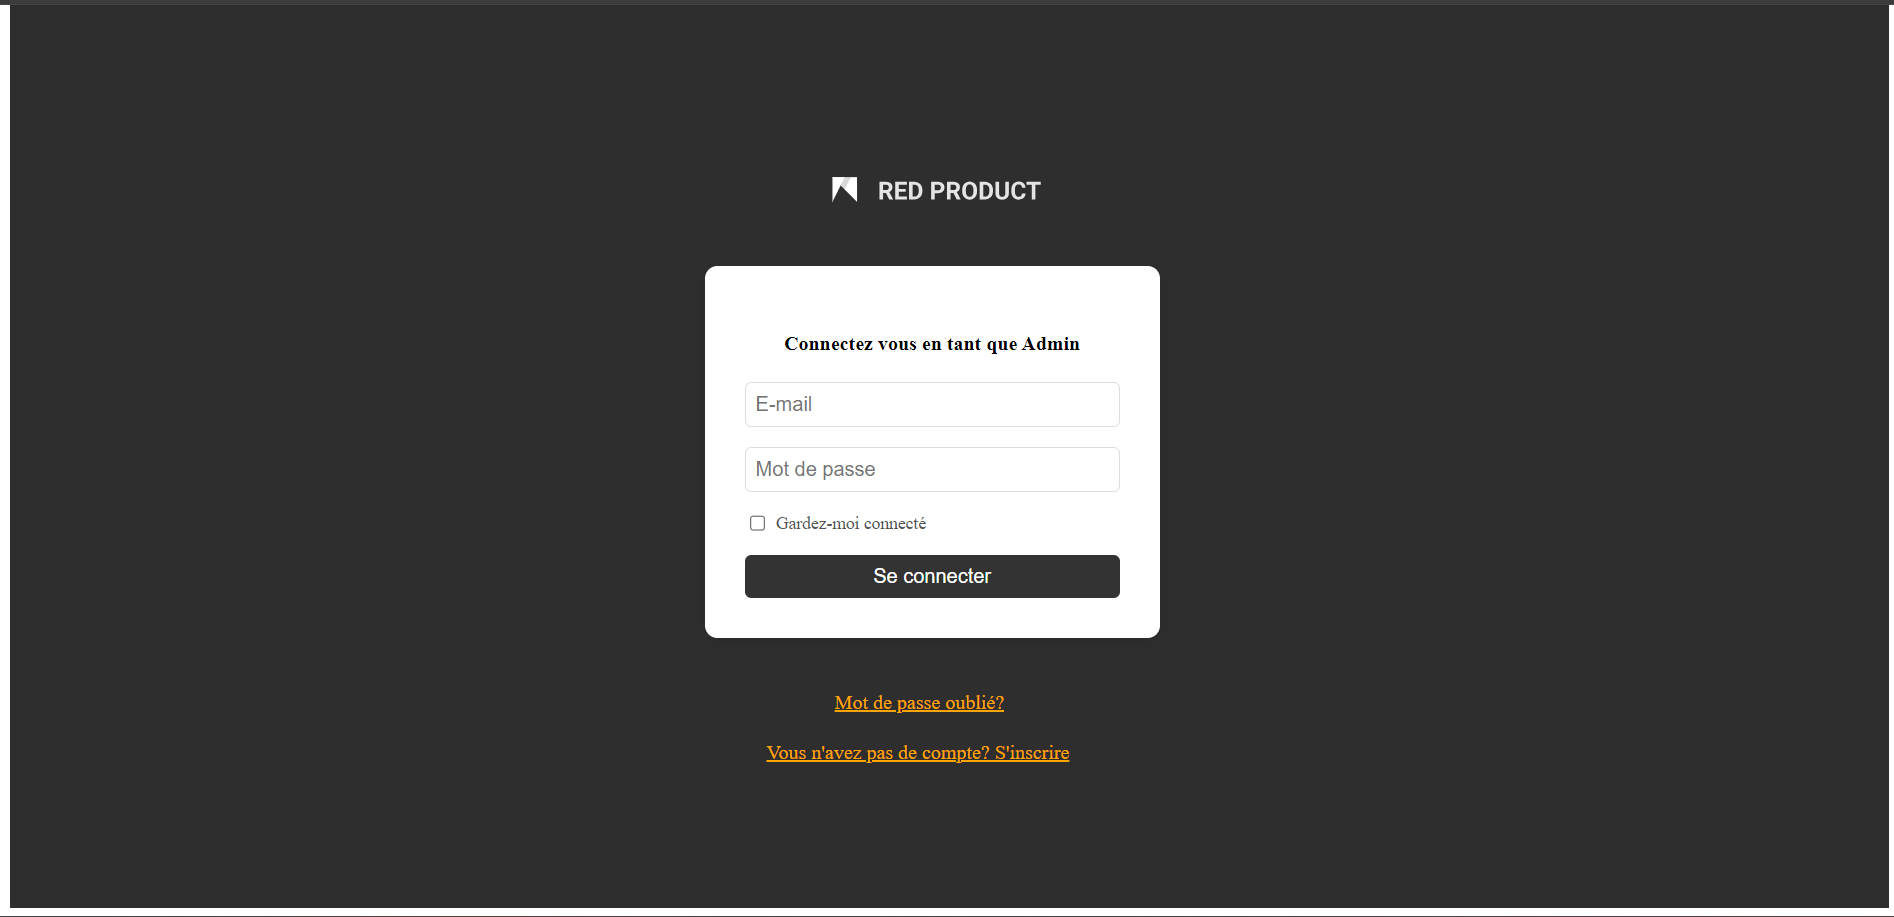 RED PRODUCT
Connectez vous en tant que Admin
E-mail
Mot de passe
Gardez-moi connecté
Se connecter
Mot de passe oublié?
Vous n'avez pas de compte? S'inscrire